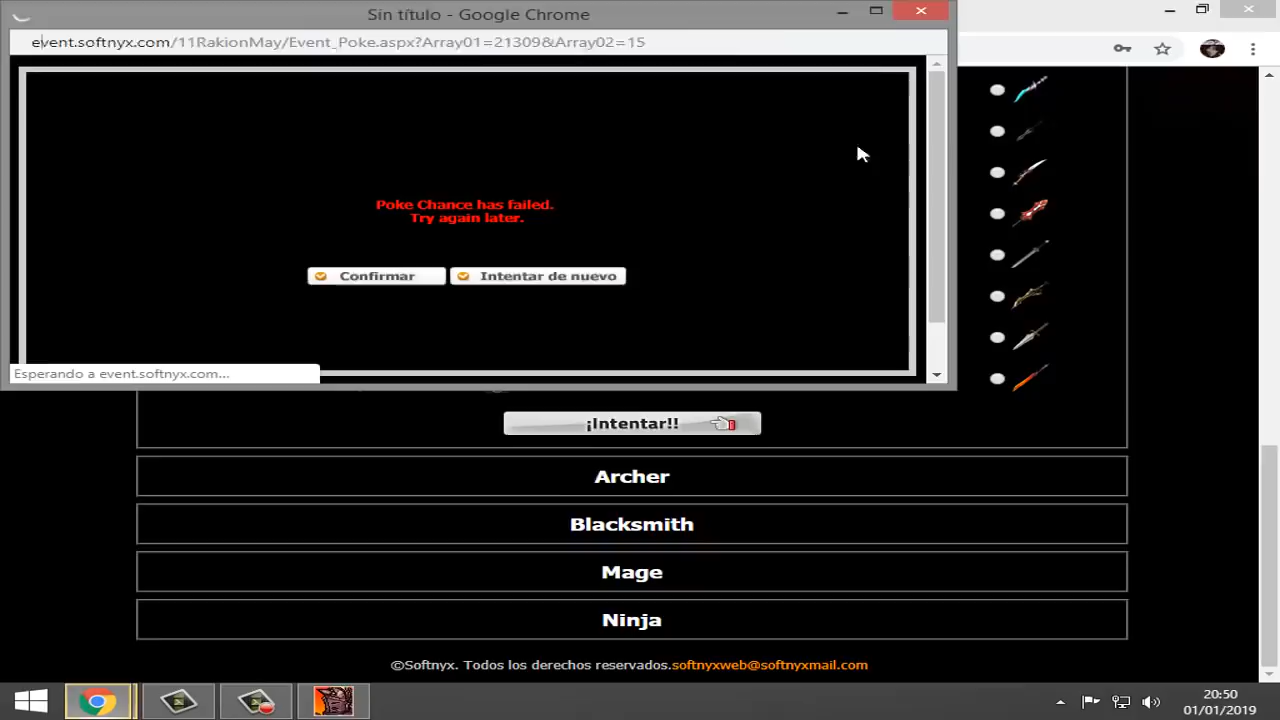 Sin título - Google Chrome
event.softnyx.com/11RakionMay/Event_Poke.aspx?Array01=21309&Array02=15
Poke Chance has failed.
Try again later.
Confirmar
Intentar de nuevo
Esperando a event.softnyx.com...
¡Intentar!!
Archer
Blacksmith
Mage
Ninja
©Softnyx. Todos los derechos reservados.softnyxweb@softnyxmail.com
20:50
01/01/2019